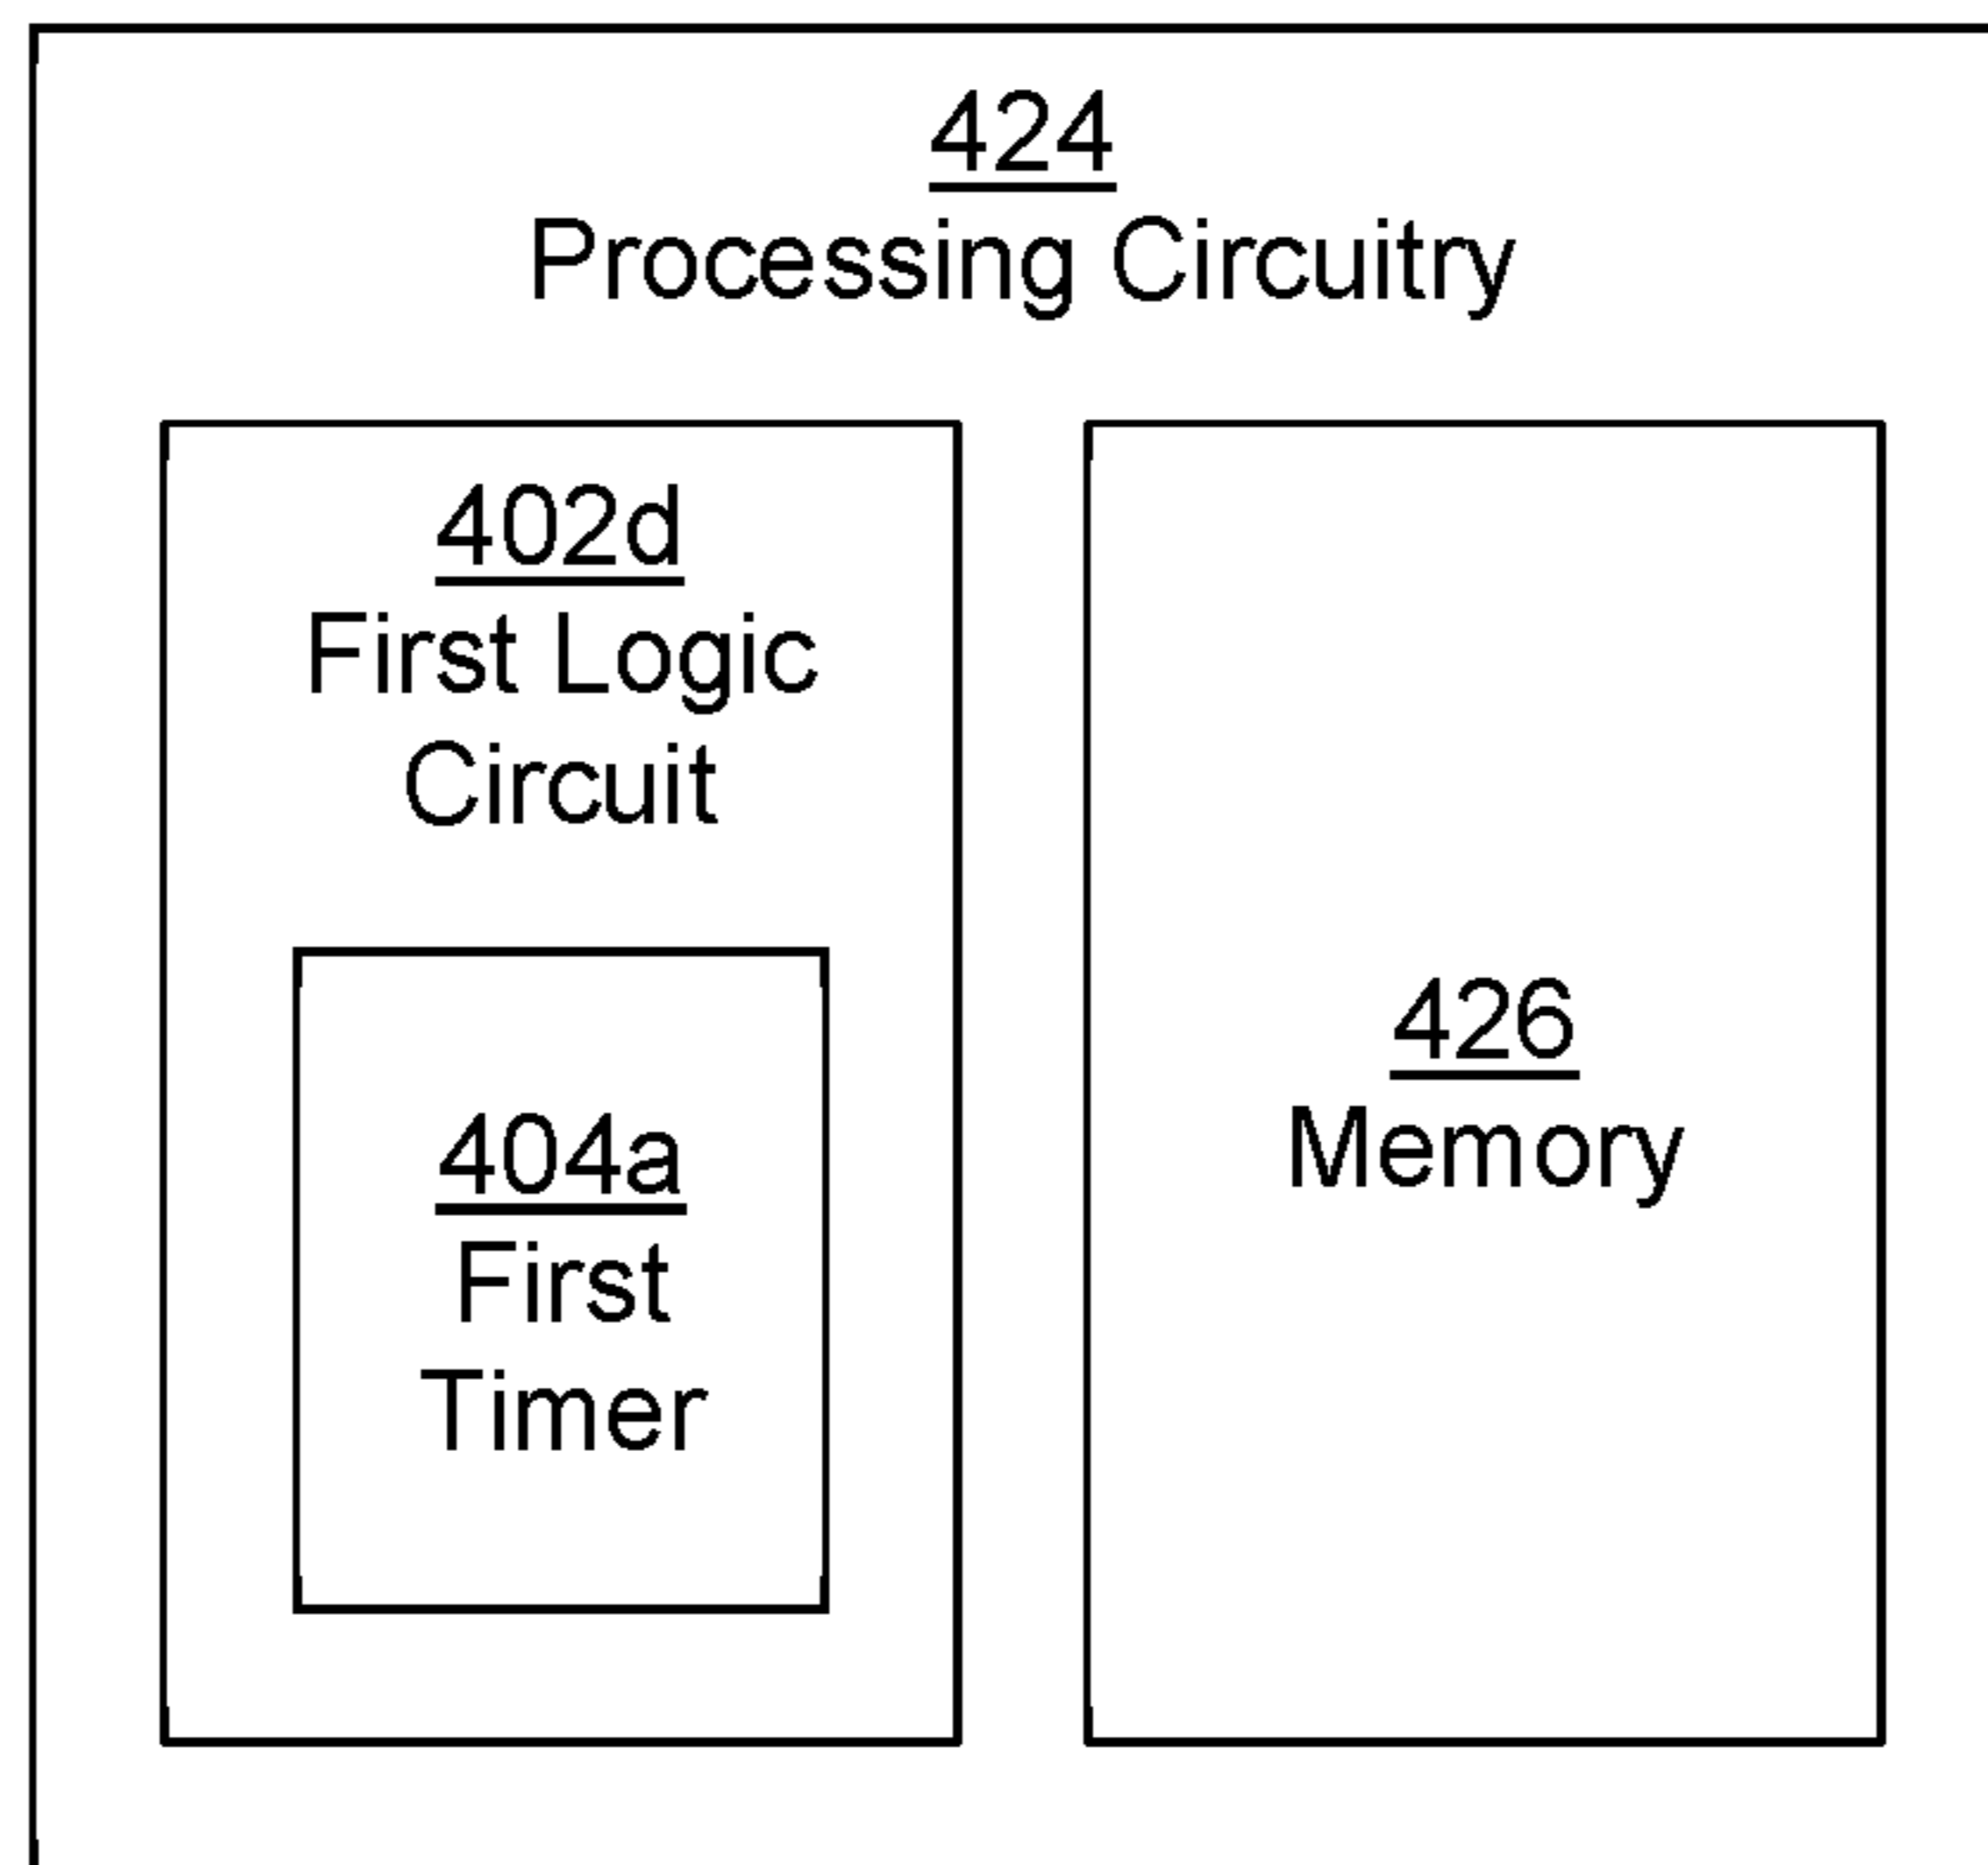 424
Processing Circuitry
402d
First Logic
Circuit
404a
First
Timer
426
Memory